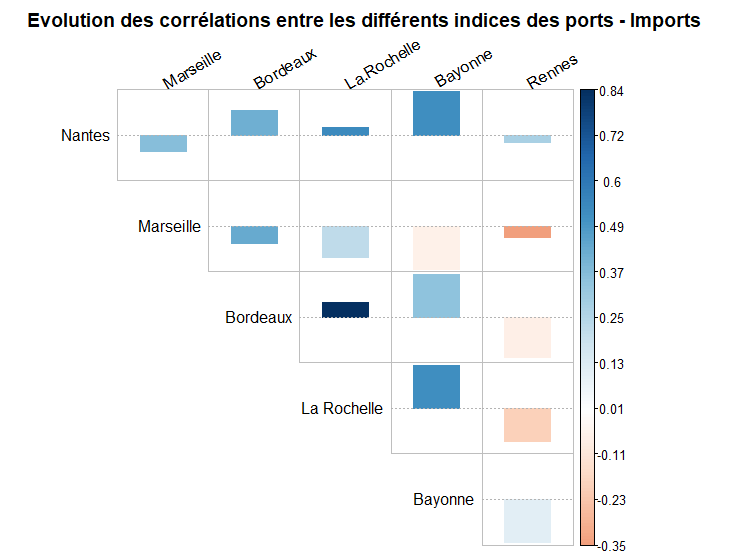 Evolution des corrélations entre les différents indices des ports - Imports
Marseille
Bordeaux
La.Rochelle
Bayonne
Rennes
Nantes
Marseille
Bordeaux
La Rochelle
Bayonne
0.84
0.72
0.6
0.49
0.37
0.25
0.13
0.01
-0.11
-0.23
-0.35